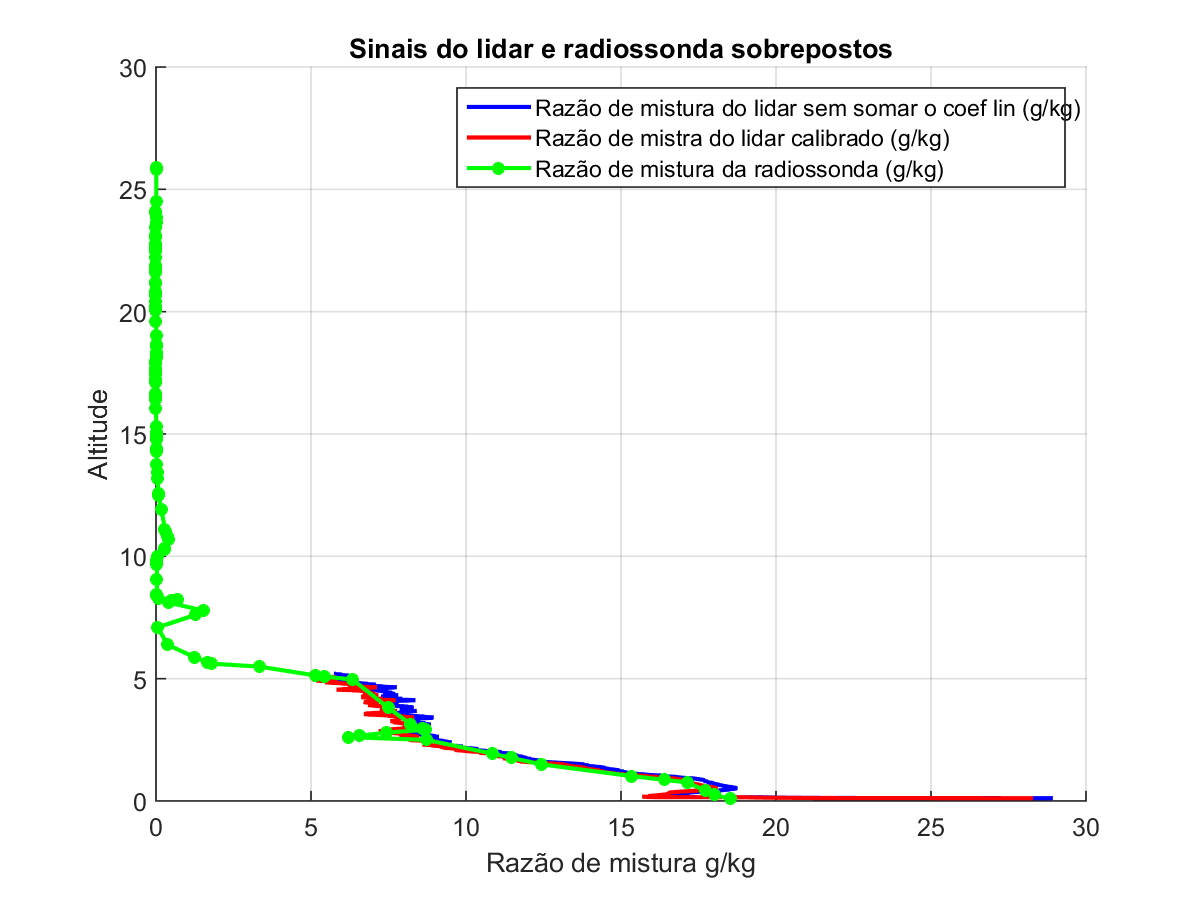 Sinais do lidar e radiossonda sobrepostos
30
Razão de mistura do lidar sem somar o coef lin (g/kg)
Razão de mistra do lidar calibrado (g/kg)
Razão de mistura da radiossonda (g/kg)
25
20
15
10
5
0
Altitude
0 5 10 15 20 25 30
Razão de mistura g/kg